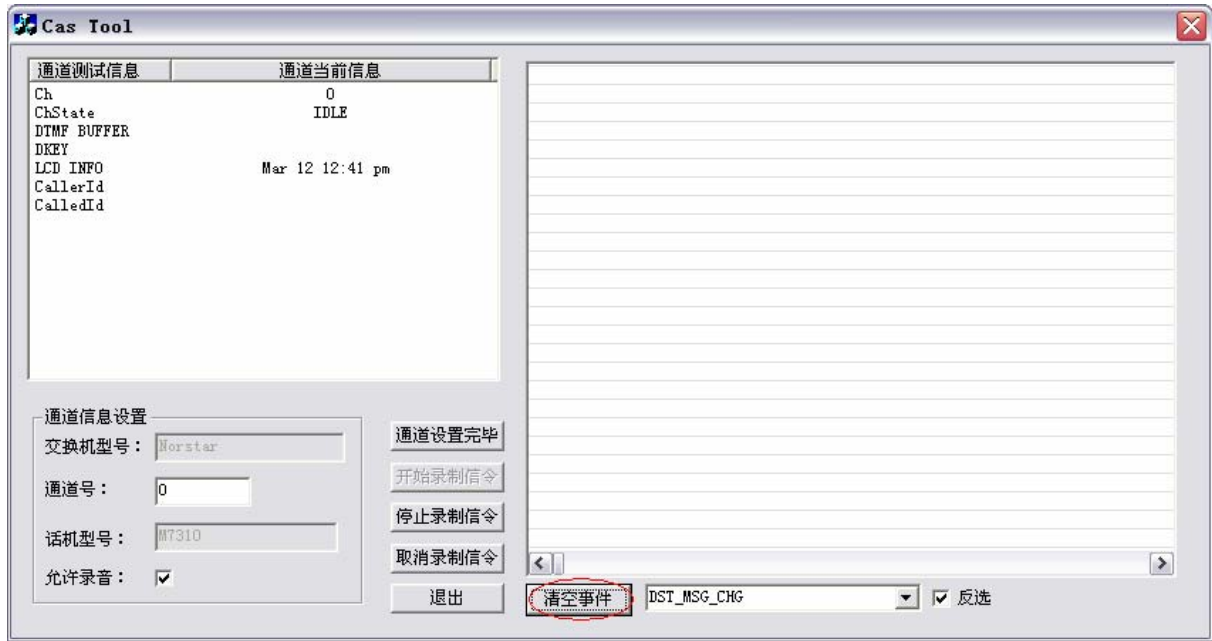 Cas Tool
通道测试信息 通道当前信息
Ch 0
ChState IDLE
DTMF BUFFER
DKEY
LCD INFO Mar 12 12:41 pm
CallerId
CalledId
通道信息设置
交换机型号： Norstar
通道号： 0
话机型号： M7310
允许录音：
通道设置完毕
开始录制信令
停止录制信令
取消录制信令
退出
清空事件 DST_MSG_CHG 反选